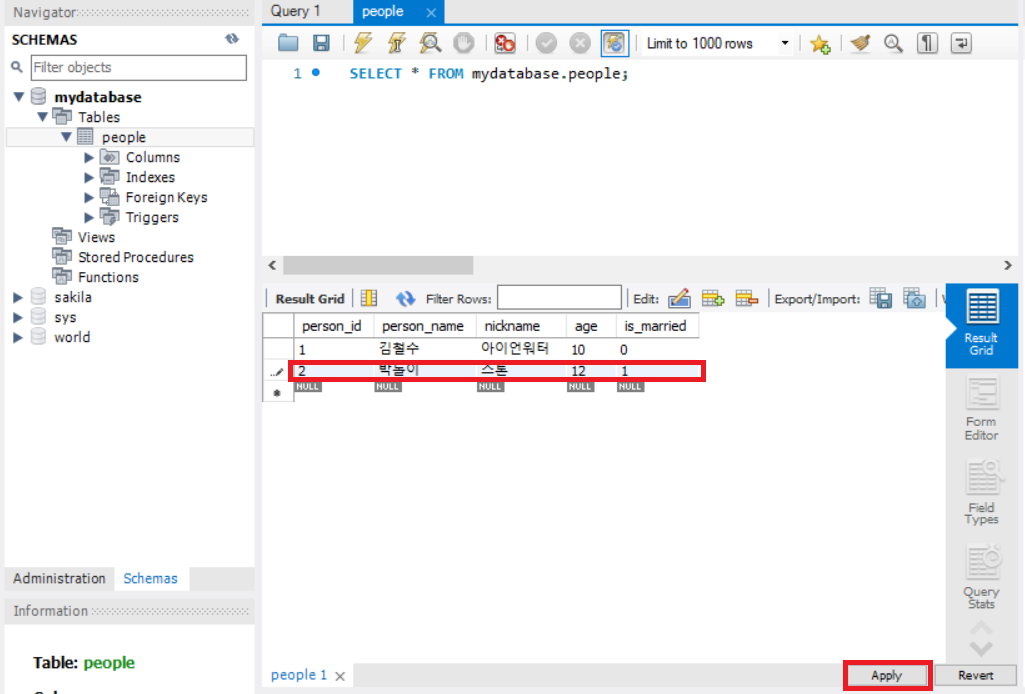 Navigator
SCHEMAS
Filter objects
mydatabase
Tables
people
Columns
Indexes
Foreign Keys
Triggers
Views
Stored Procedures
Functions
sakila
sys
world
Administration Schemas
Information
Table: people
Query 1 people
Limit to 1000 rows
1 SELECT * FROM mydatabase.people;
Result Grid Filter Rows: Edit: Export/Import:
person_id person_name nickname age is_married
1 김철수 아이언워터 10 0
2 박돌이 스톤 12 1
NULL NULL NULL NULL NULL
Result
Grid
Form
Editor
Field
Types
Query
Stats
people 1 Apply Revert